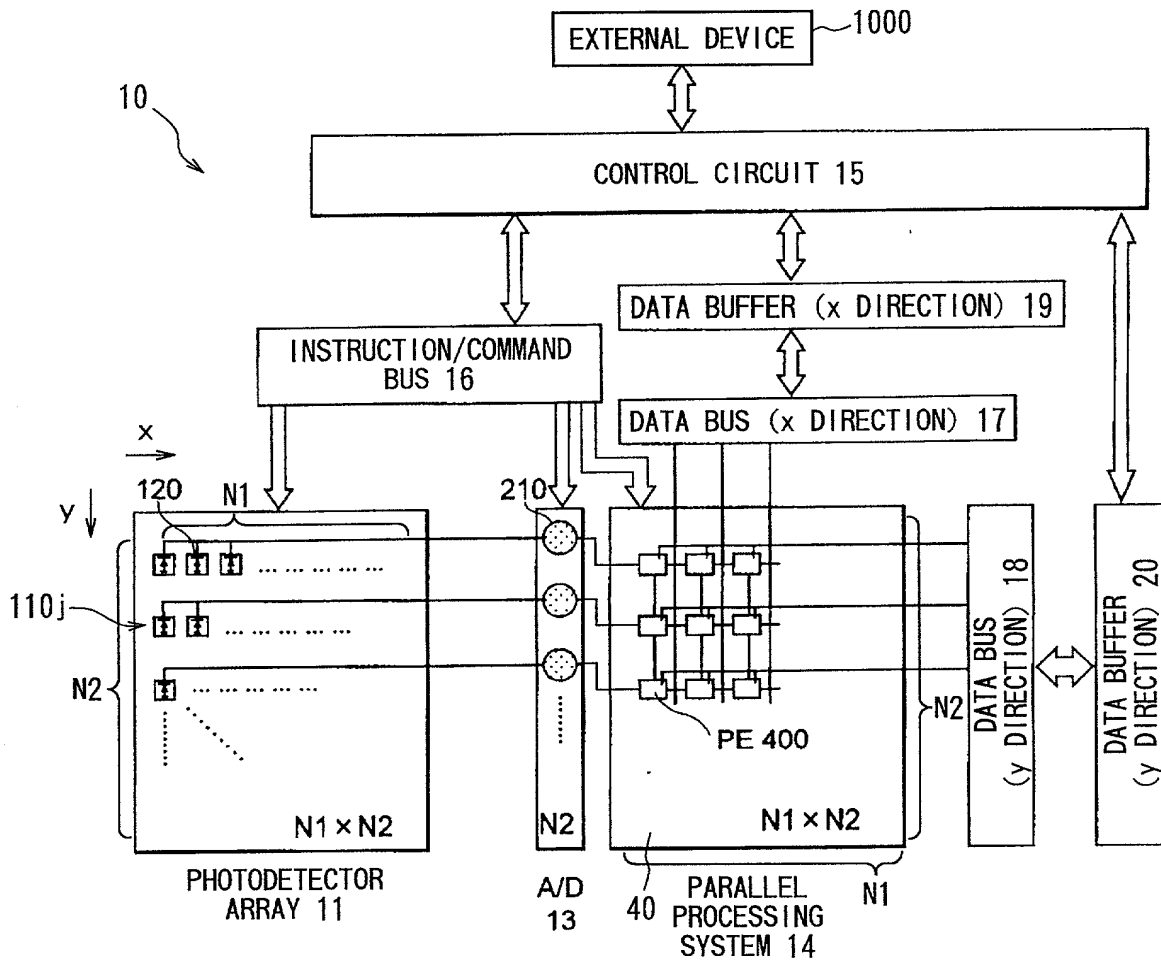 EXTERNAL DEVICE
1000
10
CONTROL CIRCUIT 15
DATA BUFFER (x DIRECTION) 19
INSTRUCTION/COMMAND
BUS 16
DATA BUS (x DIRECTION) 17
x
y
120
N1
210
110j
N2
N1×N2
PHOTODETECTOR
ARRAY 11
N2
A/D
13
PE 400
N1×N2
40
N1
PARALLEL
PROCESSING
SYSTEM 14
N2
DATA BUS
(y DIRECTION) 18
DATA BUFFER
(y DIRECTION) 20